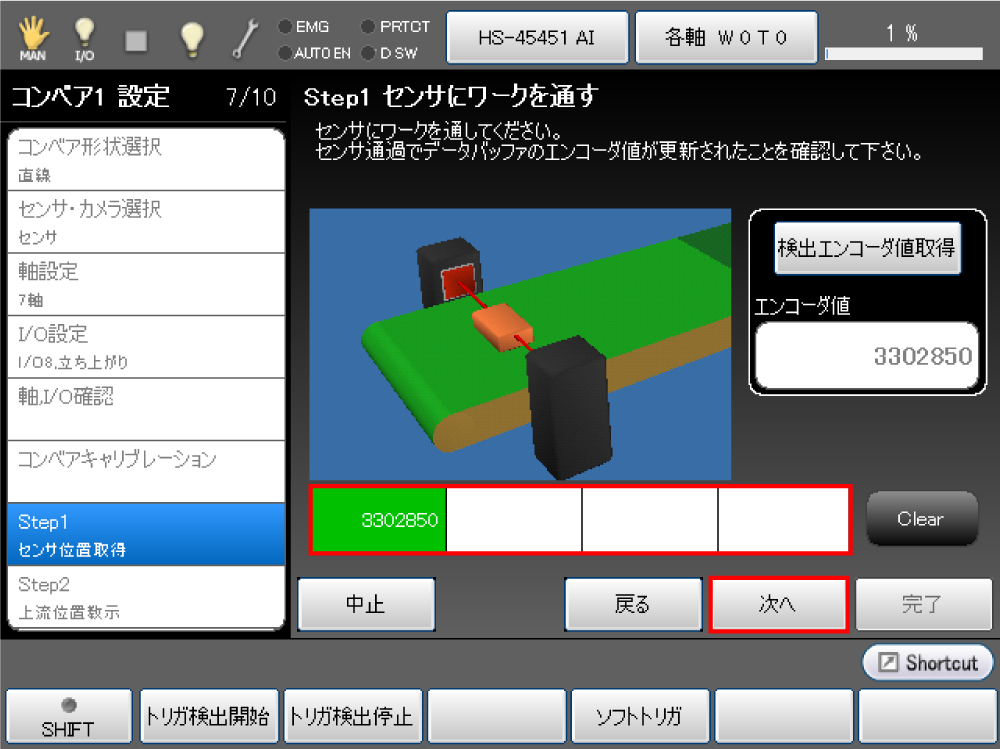 MAN
I/O
EMG
PRTCT
AUTO EN
D SW
HS-45451 AI
各軸 W0T0
1 %
コンベア1 設定
7/10
コンベア形状選択
直線
センサ・カメラ選択
センサ
軸設定
7軸
I/O設定
I/O8,立ち上がり
軸,I/O確認
コンベアキャリブレーション
Step1
センサ位置取得
Step2
上流位置教示
Step1 センサにワークを通す
センサにワークを通してください。
センサ通過でデータバッファのエンコーダ値が更新されたことを確認して下さい。
検出エンコーダ値取得
エンコーダ値
3302850
3302850
Clear
中止
戻る
次へ
完了
Shortcut
SHIFT
トリガ検出開始
トリガ検出停止
ソフトトリガ